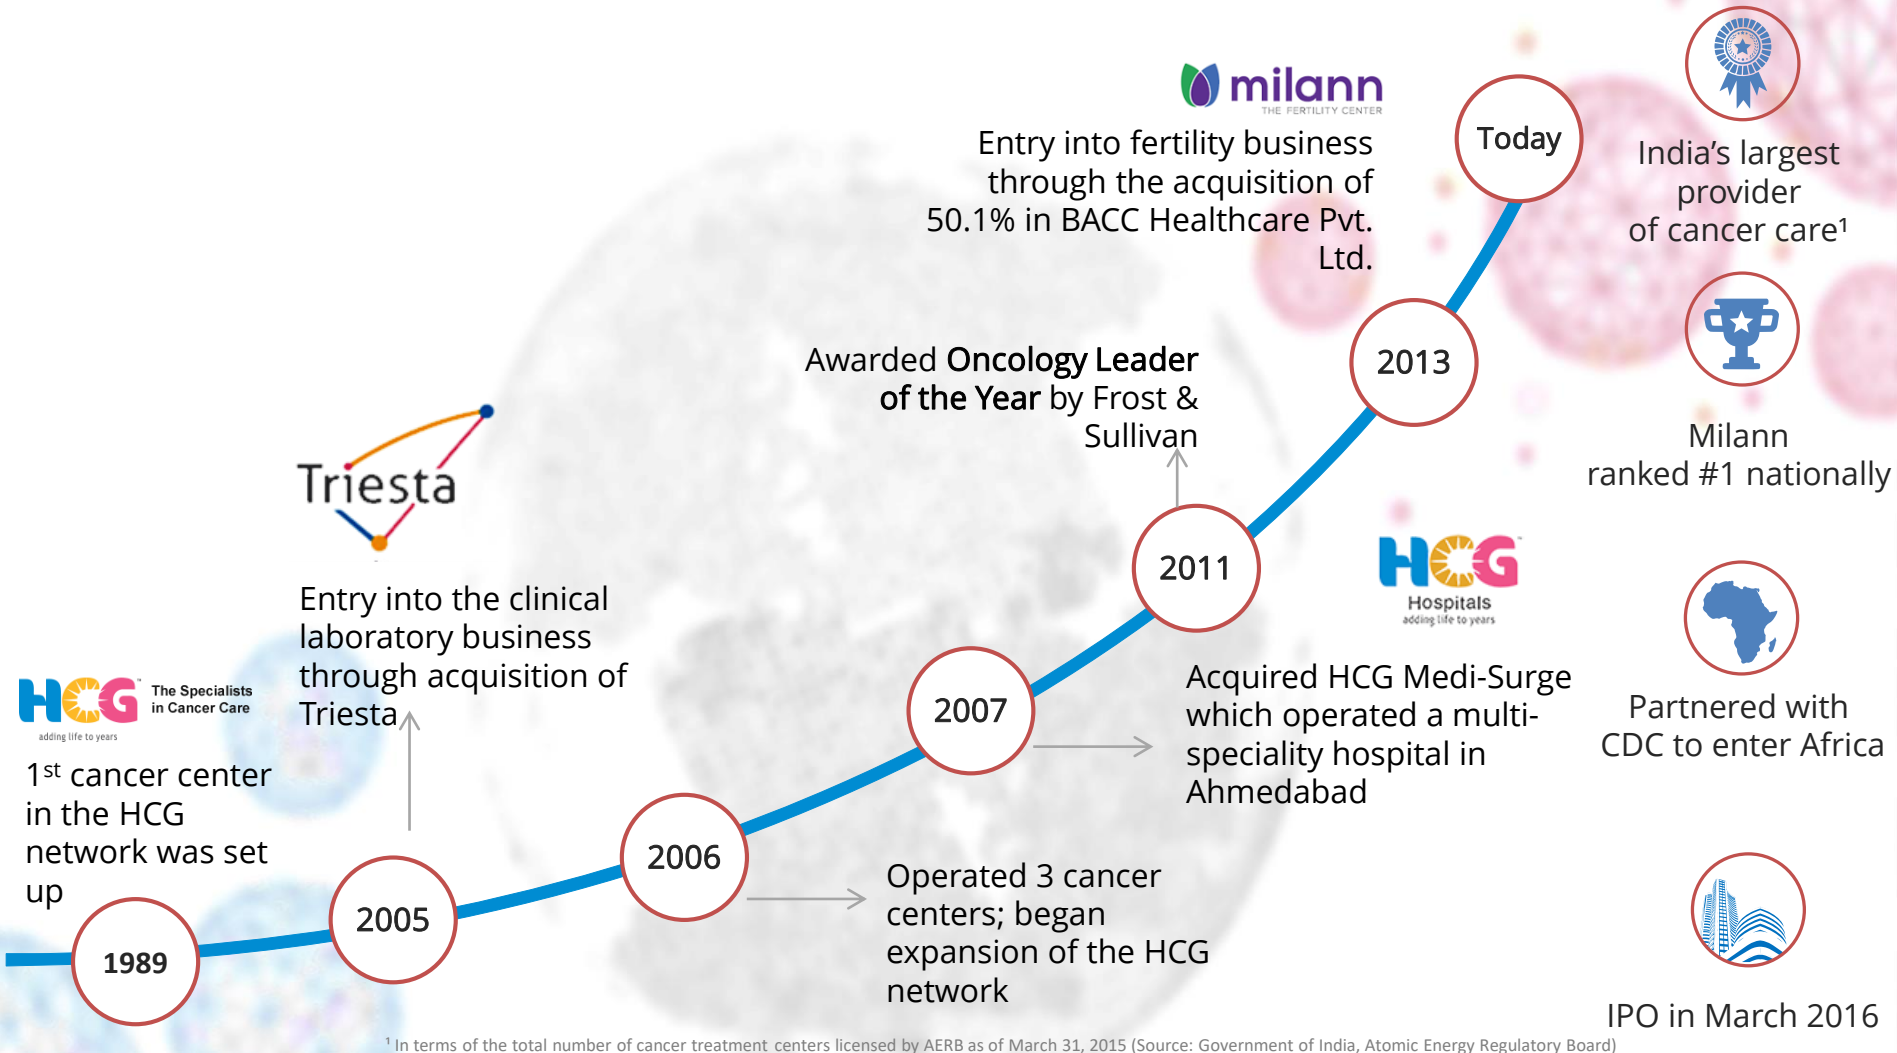 HCG
™
The Specialists
in Cancer Care
adding life to years
1st cancer center
in the HCG
network was set
up
1989
Triesta
Entry into the clinical
laboratory business
through acquisition of
Triesta
2005
2006
Operated 3 cancer
centers; began
expansion of the HCG
network
2007
HCG
Hospitals
adding life to years
Acquired HCG Medi-Surge
which operated a multi-
speciality hospital in
Ahmedabad
2011
Awarded Oncology Leader
of the Year by Frost &
Sullivan
2013
milann
THE FERTILITY CENTER
Entry into fertility business
through the acquisition of
50.1% in BACC Healthcare Pvt.
Ltd.
Today
India’s largest
provider
of cancer care¹
Milann
ranked #1 nationally
Partnered with
CDC to enter Africa
IPO in March 2016
¹ In terms of the total number of cancer treatment centers licensed by AERB as of March 31, 2015 (Source: Government of India, Atomic Energy Regulatory Board)